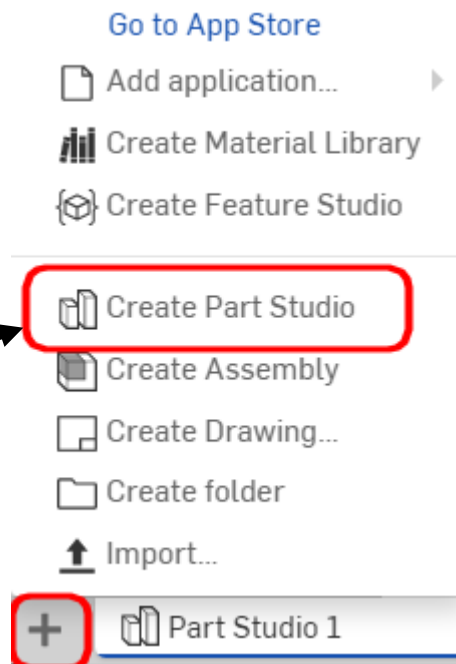 Go to App Store
Add application...
Create Material Library
Create Feature Studio
Create Part Studio
Create Assembly
Create Drawing...
Create folder
Import...
Part Studio 1